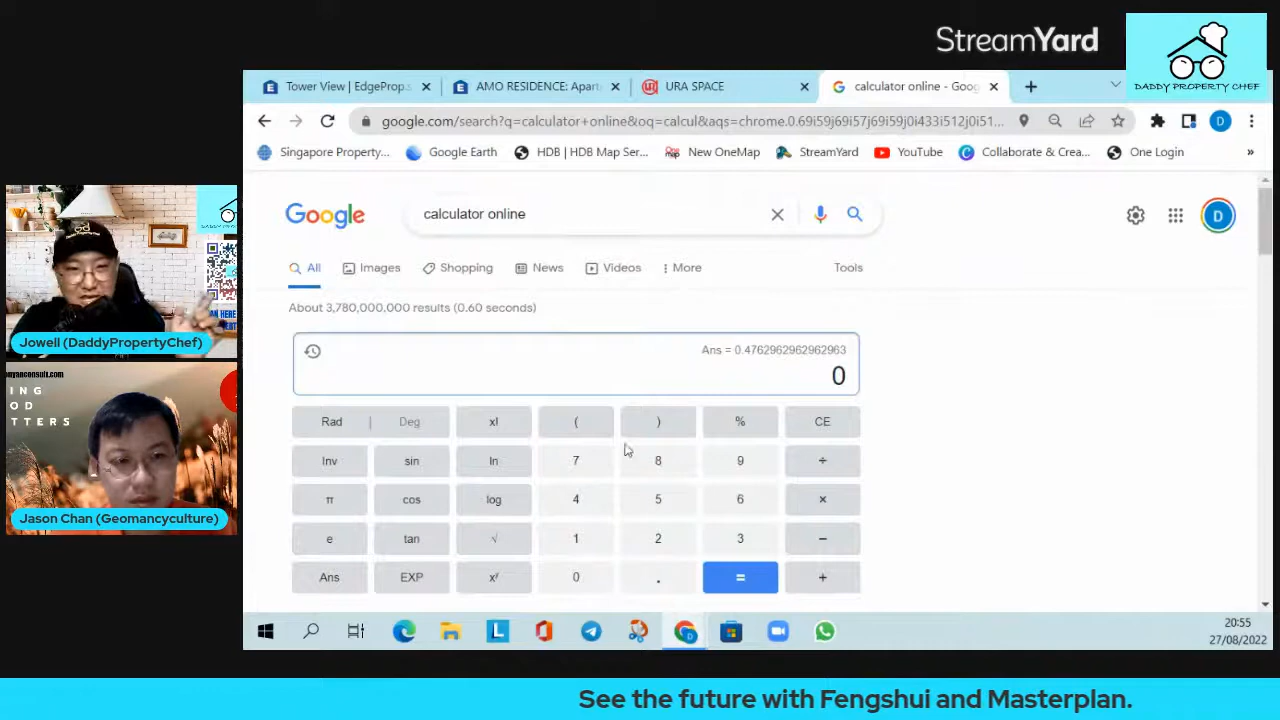 StreamYard
DADDY PROPERTY CHEF
Tower View | EdgeProp.s
AMO RESIDENCE: Apart
URA SPACE
calculator online - Goog
google.com/search?q=calculator+online&oq=calcul&aqs=chrome.0.69i59j69i57j69i59j0i433i512j0i51...
D
Singapore Property...
Google Earth
HDB | HDB Map Ser...
New OneMap
StreamYard
YouTube
Collaborate & Crea...
One Login
»
Google
calculator online
D
All
Images
Shopping
News
Videos
More
Tools
About 3,780,000,000 results (0.60 seconds)
Ans = 0.4762962962962963
0
Rad | Deg x! ( ) % CE
Inv sin ln 7 8 9 ÷
π cos log 4 5 6 ×
e tan √ 1 2 3 −
Ans EXP xʸ 0 . = +
Jowell (DaddyPropertyChef)
Jason Chan (Geomancyculture)
20:55
27/08/2022
See the future with Fengshui and Masterplan.